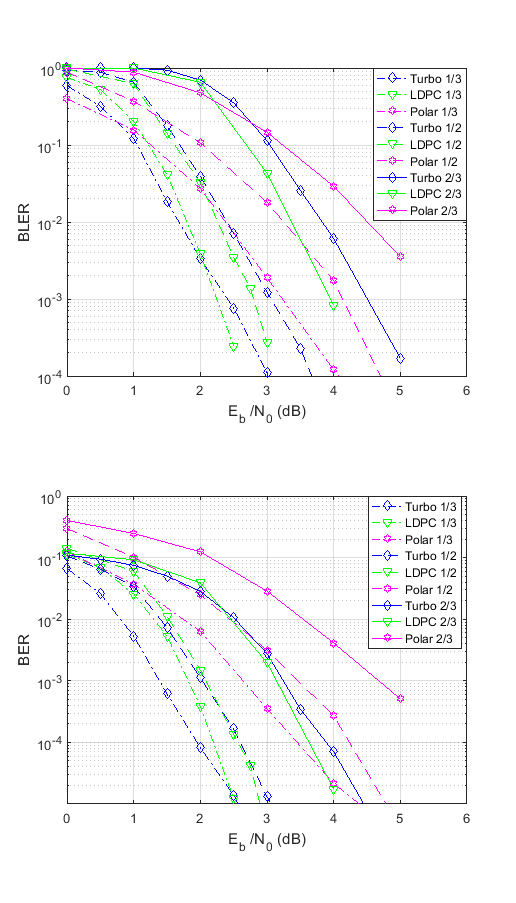 10^0
10^-1
10^-2
10^-3
10^-4
BLER
Turbo 1/3
LDPC 1/3
Polar 1/3
Turbo 1/2
LDPC 1/2
Polar 1/2
Turbo 2/3
LDPC 2/3
Polar 2/3
0 1 2 3 4 5 6
E_b /N_0 (dB)
10^0
10^-1
10^-2
10^-3
10^-4
BER
Turbo 1/3
LDPC 1/3
Polar 1/3
Turbo 1/2
LDPC 1/2
Polar 1/2
Turbo 2/3
LDPC 2/3
Polar 2/3
0 1 2 3 4 5 6
E_b /N_0 (dB)